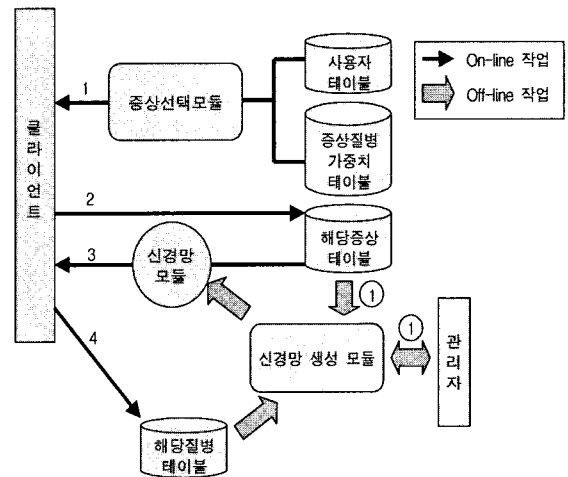 사용자
테이블
On-line 작업
Off-line 작업
1
증상선택모듈
증상질병
가중치
테이블
클
라
이
언
트
2
해당증상
테이블
3
신경망
모듈
1
1
4
신경망 생성 모듈
관
리
자
해당질병
테이블